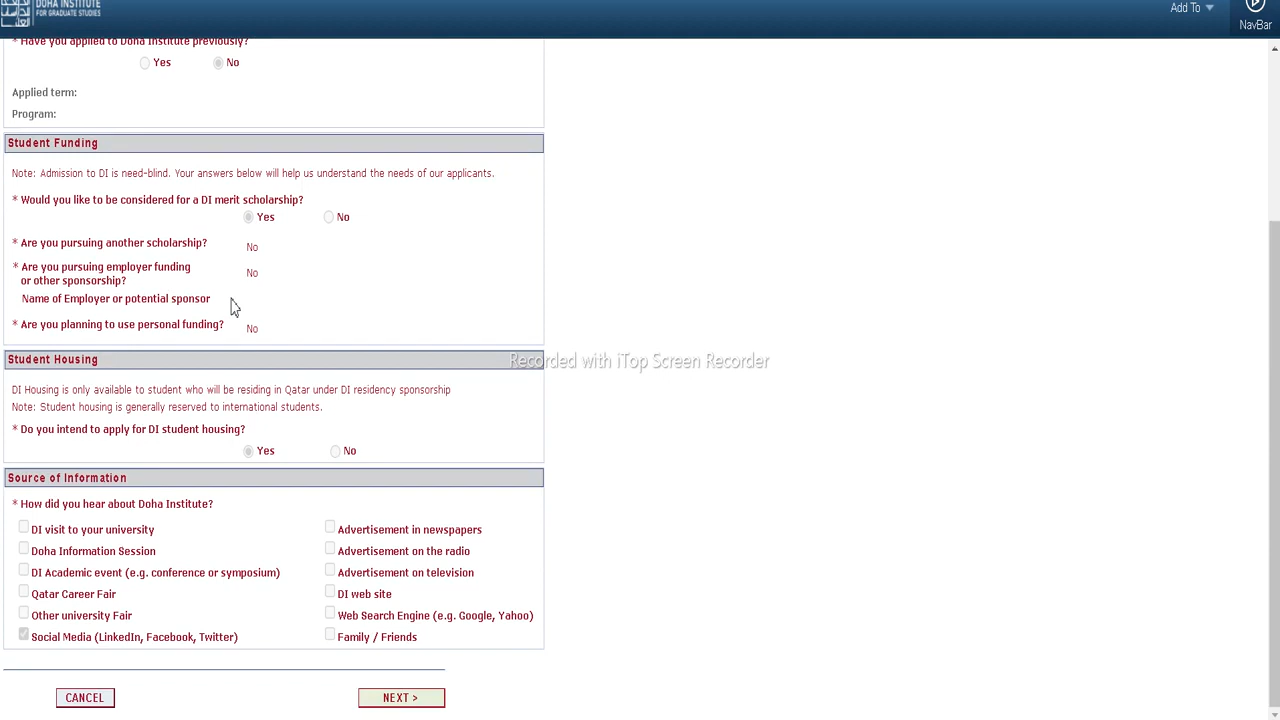 DOHA INSTITUTE
FOR GRADUATE STUDIES
Add To
NavBar
* Have you applied to Doha Institute previously?
Yes No
Applied term:
Program:
Student Funding
Note: Admission to DI is need-blind. Your answers below will help us understand the needs of our applicants.
* Would you like to be considered for a DI merit scholarship?
Yes No
* Are you pursuing another scholarship? No
* Are you pursuing employer funding
or other sponsorship? No
Name of Employer or potential sponsor
* Are you planning to use personal funding? No
Student Housing
Recorded with iTop Screen Recorder
DI Housing is only available to student who will be residing in Qatar under DI residency sponsorship
Note: Student housing is generally reserved to international students.
* Do you intend to apply for DI student housing?
Yes No
Source of Information
* How did you hear about Doha Institute?
DI visit to your university Advertisement in newspapers
Doha Information Session Advertisement on the radio
DI Academic event (e.g. conference or symposium) Advertisement on television
Qatar Career Fair DI web site
Other university Fair Web Search Engine (e.g. Google, Yahoo)
Social Media (LinkedIn, Facebook, Twitter) Family / Friends
CANCEL NEXT >